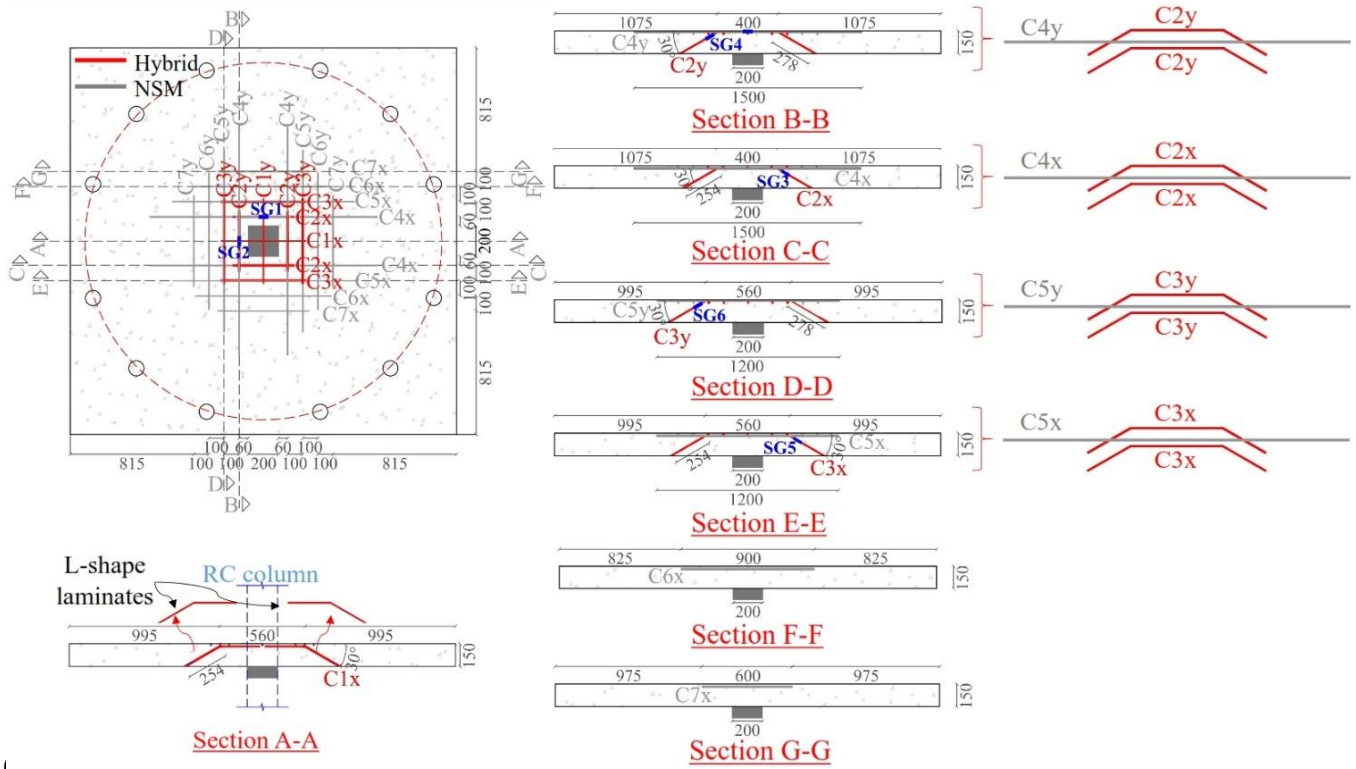 B
D
Hybrid
NSM
C4y
C4y
C5y
C5y
C6y
C6y
C7y
C7y
C3y
C2y
C1y
C2y
C3y
G
F
A
C
E
C7x
C6x
C5x
C3x
C4x
C2x
SG1
C1x
SG2
C2x
C4x
C3x
C5x
C6x
C7x
G
F
A
C
E
815
100
100
100
60
200
60
100
100
100
815
100 60 60 100
815 100 100 200 100 100 815
D
B
L-shape
laminates
RC column
995 560 995
254
30°
C1x
150
Section A-A
1075 400 1075
C4y
30°
SG4
C2y
278
200
1500
150
Section B-B
1075 400 1075
30°
254
SG3
C4x
C2x
200
1500
150
Section C-C
995 560 995
C5y
30°
SG6
C3y
278
200
1200
150
Section D-D
995 560 995
254
SG5
C5x
30°
C3x
200
1200
150
Section E-E
825 900 825
C6x
200
150
Section F-F
975 600 975
C7x
200
150
Section G-G
C4y
C2y
C2y
C4x
C2x
C2x
C5y
C3y
C3y
C5x
C3x
C3x